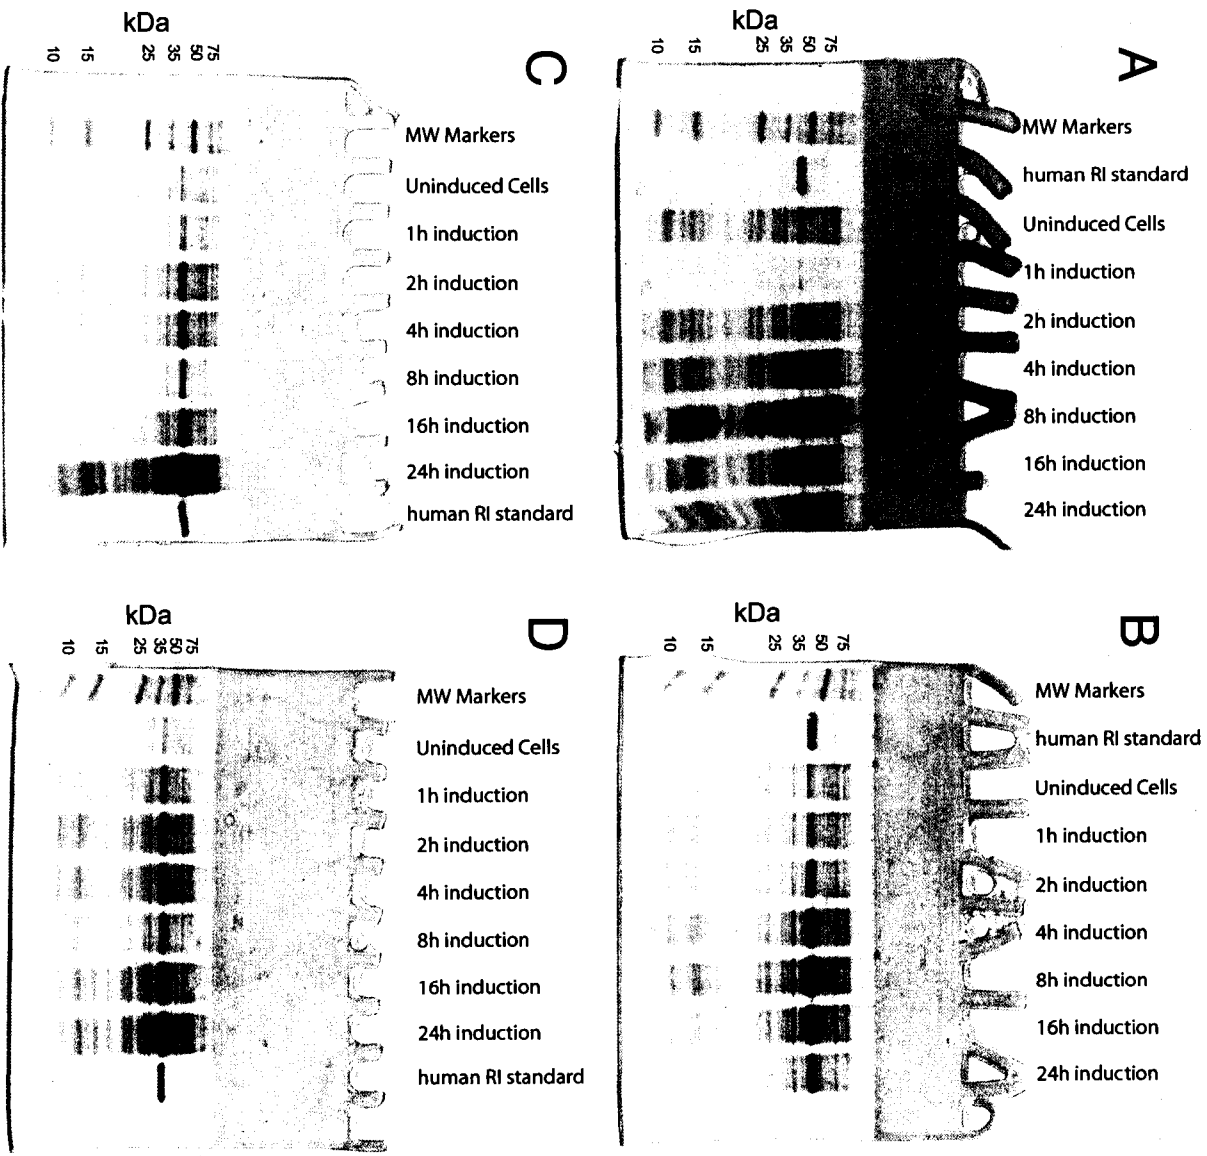 A
kDa
10 15 25 35 50 75
MW Markers
human RI standard
Uninduced Cells
1h induction
2h induction
4h induction
8h induction
16h induction
24h induction
B
kDa
10 15 25 35 50 75
MW Markers
human RI standard
Uninduced Cells
1h induction
2h induction
4h induction
8h induction
16h induction
24h induction
C
kDa
10 15 25 35 50 75
MW Markers
Uninduced Cells
1h induction
2h induction
4h induction
8h induction
16h induction
24h induction
human RI standard
D
kDa
10 15 25 35 50 75
MW Markers
Uninduced Cells
1h induction
2h induction
4h induction
8h induction
16h induction
24h induction
human RI standard